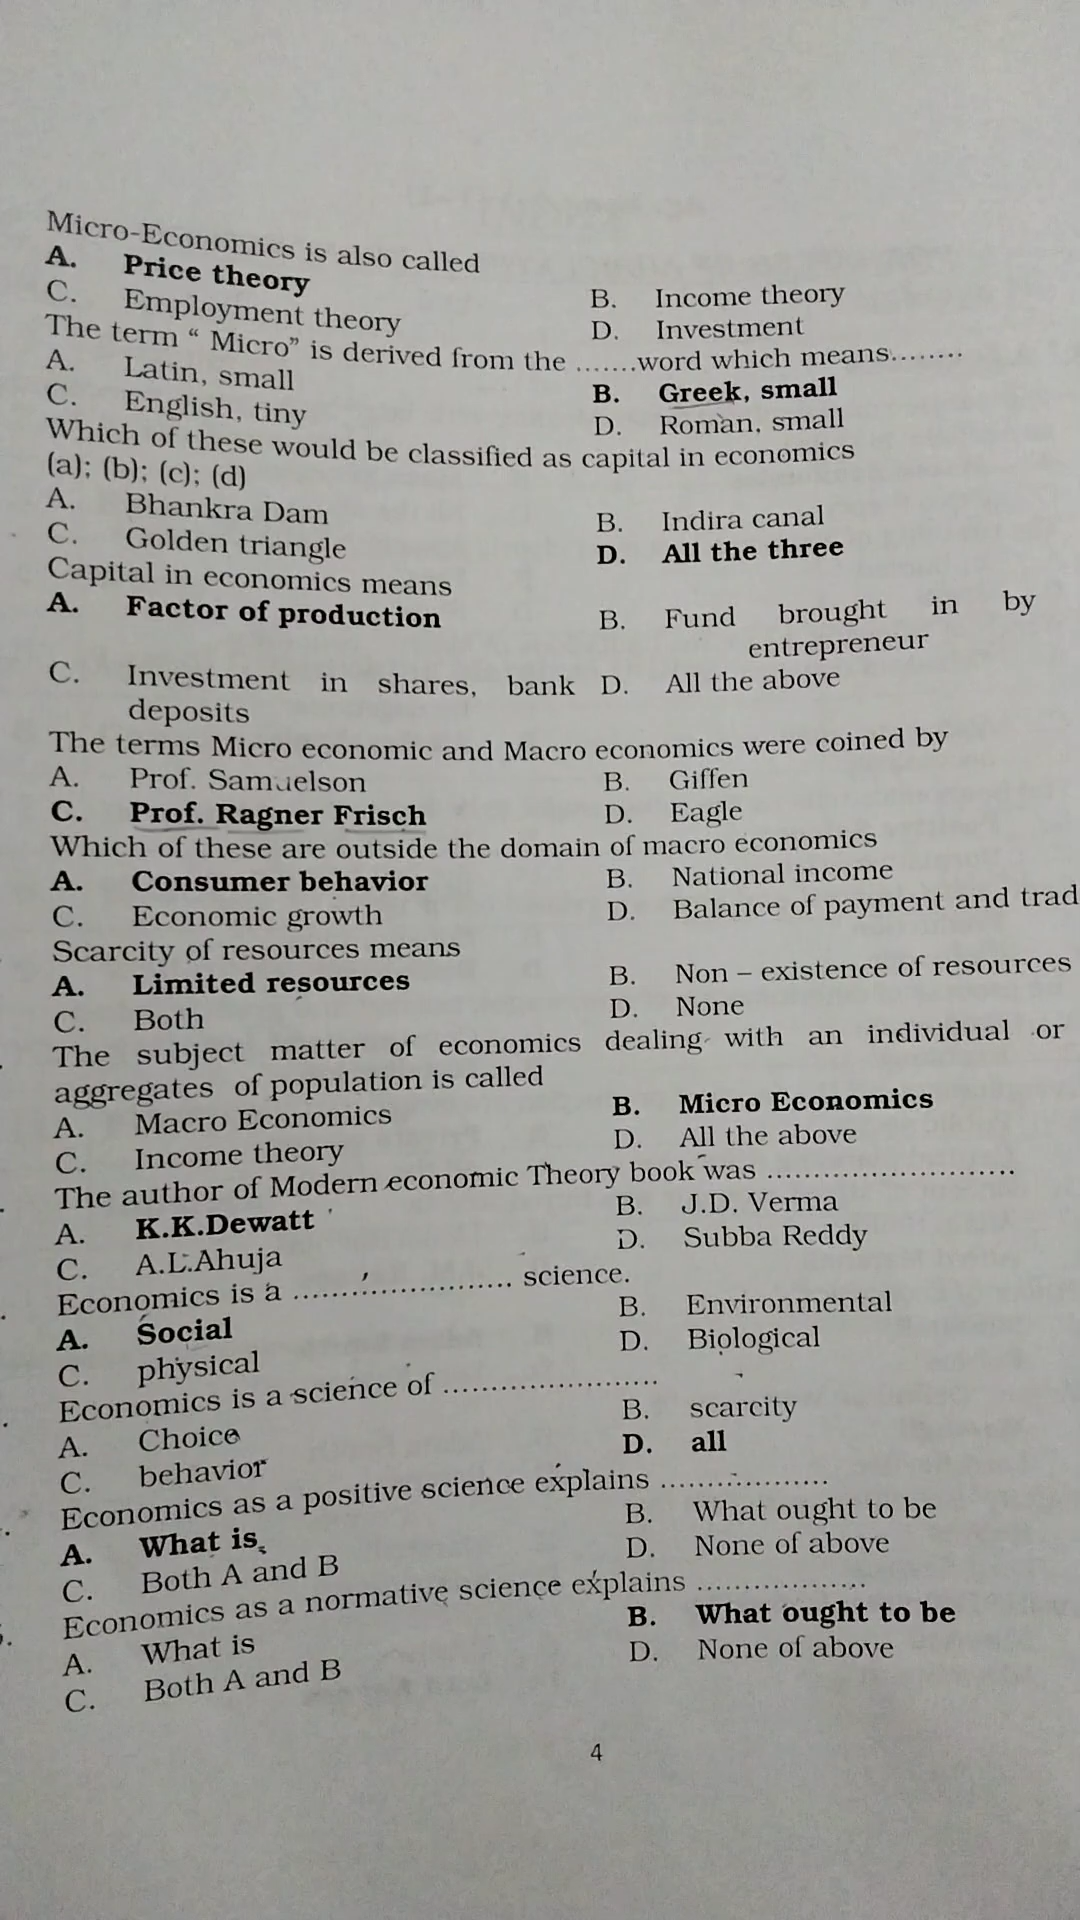 Micro-Economics is also called
A. Price theory B. Income theory
C. Employment theory D. Investment
The term “ Micro” is derived from the .......word which means........
A. Latin, small B. Greek, small
C. English, tiny D. Roman, small
Which of these would be classified as capital in economics
(a); (b); (c); (d)
A. Bhankra Dam B. Indira canal
C. Golden triangle D. All the three
Capital in economics means
A. Factor of production B. Fund brought in by
entrepreneur
C. Investment in shares, bank D. All the above
deposits
The terms Micro economic and Macro economics were coined by
A. Prof. Samuelson B. Giffen
C. Prof. Ragner Frisch D. Eagle
Which of these are outside the domain of macro economics
A. Consumer behavior B. National income
C. Economic growth D. Balance of payment and trad
Scarcity of resources means
A. Limited resources B. Non – existence of resources
C. Both D. None
The subject matter of economics dealing with an individual or
aggregates of population is called
A. Macro Economics B. Micro Economics
C. Income theory D. All the above
The author of Modern economic Theory book was ..........................
A. K.K.Dewatt B. J.D. Verma
C. A.L.Ahuja D. Subba Reddy
Economics is a ....................... science.
A. Social B. Environmental
C. physical D. Biological
Economics is a science of .......................
A. Choice B. scarcity
C. behavior D. all
Economics as a positive science explains ..................
A. What is B. What ought to be
C. Both A and B D. None of above
Economics as a normative science explains ..................
A. What is B. What ought to be
C. Both A and B D. None of above
4